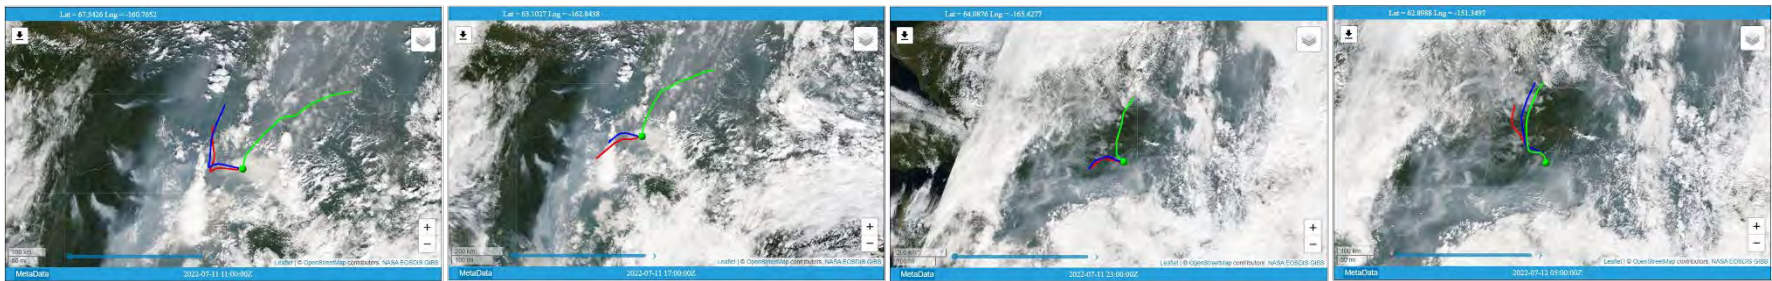 Lat = 67.3426 Lng = -160.7652
+
−
100 km
50 mi
Leaflet | © OpenStreetMap contributors, NASA EOSDIS GIBS
MetaData
2022-07-11 11:00:00Z
Lat = 63.1027 Lng = -162.8438
+
−
200 km
100 mi
Leaflet | © OpenStreetMap contributors, NASA EOSDIS GIBS
MetaData
2022-07-11 17:00:00Z
Lat = 64.0876 Lng = -165.4277
+
−
Leaflet | © OpenStreetMap contributors, NASA EOSDIS GIBS
MetaData
2022-07-11 23:00:00Z
Lat = 62.8988 Lng = -151.3497
+
−
100 km
50 mi
Leaflet | © OpenStreetMap contributors, NASA EOSDIS GIBS
MetaData
2022-07-12 05:00:00Z